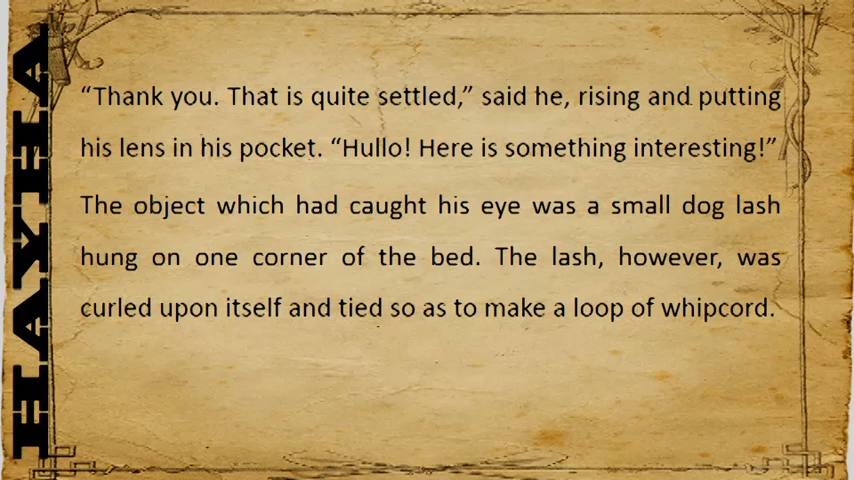 HAYHA
“Thank you. That is quite settled,” said he, rising and putting
his lens in his pocket. “Hullo! Here is something interesting!”
The object which had caught his eye was a small dog lash
hung on one corner of the bed. The lash, however, was
curled upon itself and tied so as to make a loop of whipcord.